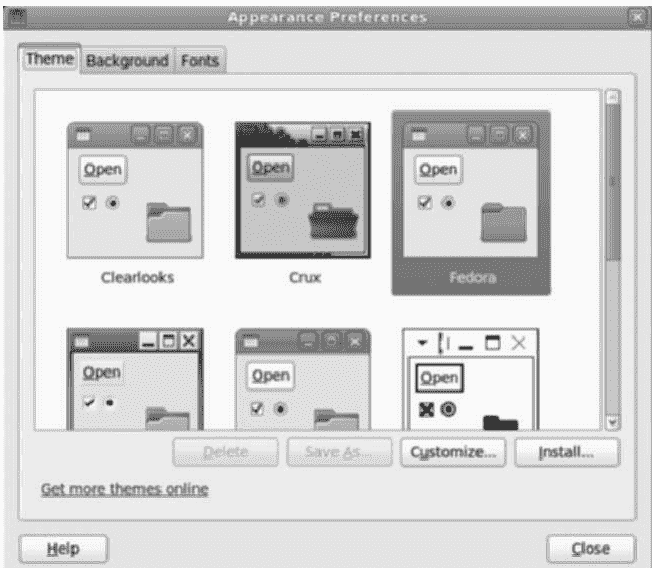 Appearance Preferences
Theme Background Fonts
Open Open Open
Clearlooks Crux Fedora
Open Open Open
Delete Save As... Customize... Install...
Get more themes online
Help Close